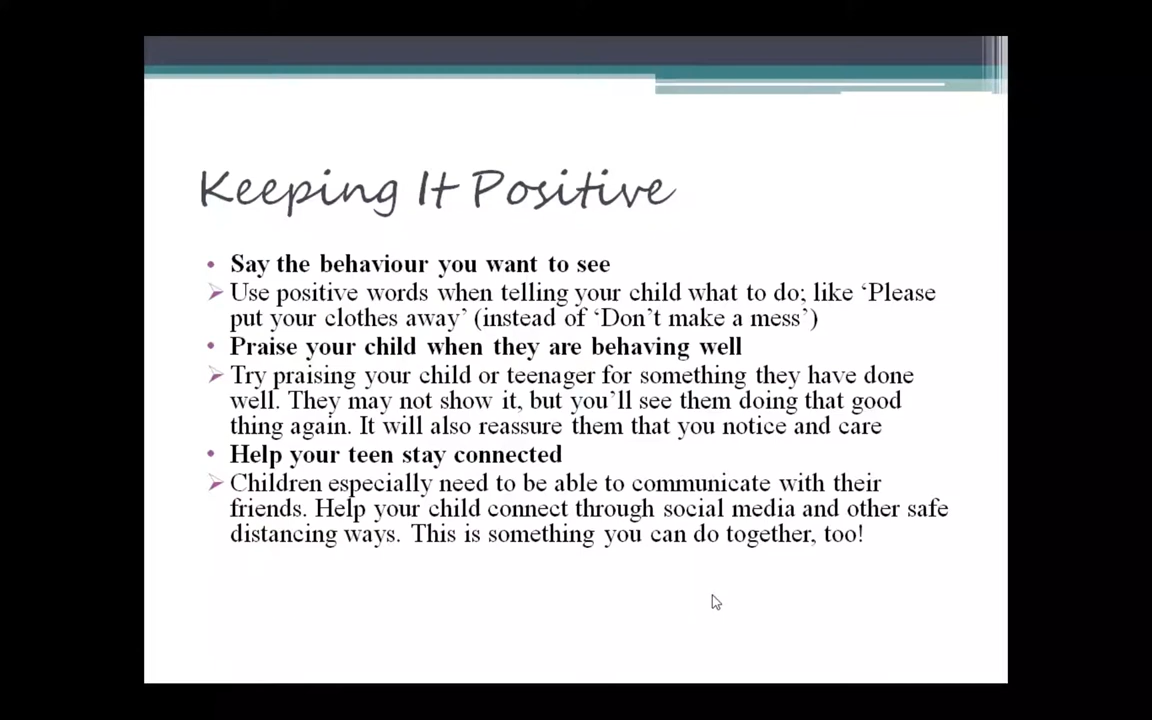 Keeping It Positive
• Say the behaviour you want to see
➢ Use positive words when telling your child what to do; like ‘Please
put your clothes away’ (instead of ‘Don’t make a mess’)
• Praise your child when they are behaving well
➢ Try praising your child or teenager for something they have done
well. They may not show it, but you’ll see them doing that good
thing again. It will also reassure them that you notice and care
• Help your teen stay connected
➢ Children especially need to be able to communicate with their
friends. Help your child connect through social media and other safe
distancing ways. This is something you can do together, too!